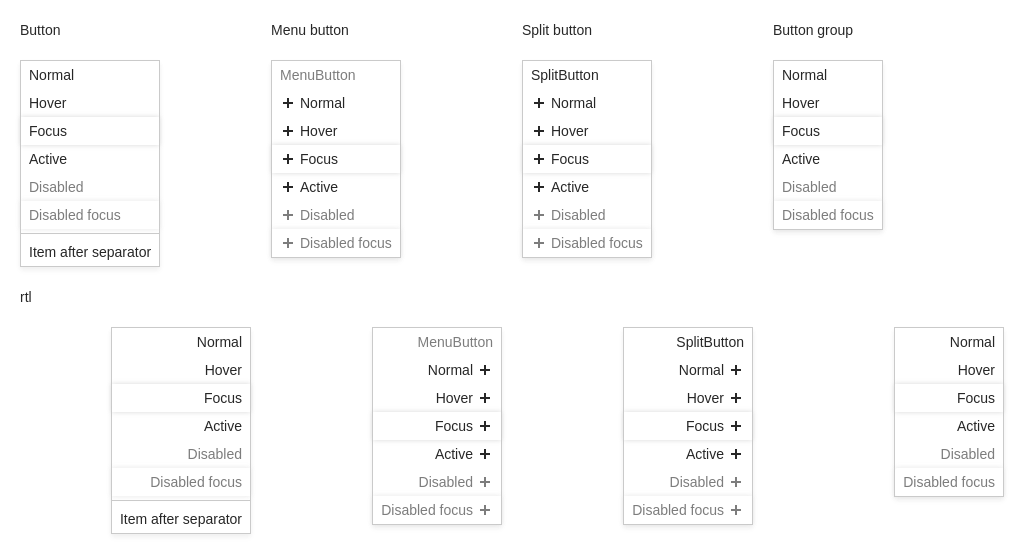 Button
Normal
Hover
Focus
Active
Disabled
Disabled focus
Item after separator
Menu button
MenuButton
Normal
Hover
Focus
Active
Disabled
Disabled focus
Split button
SplitButton
Normal
Hover
Focus
Active
Disabled
Disabled focus
Button group
Normal
Hover
Focus
Active
Disabled
Disabled focus
rtl
Normal
Hover
Focus
Active
Disabled
Disabled focus
Item after separator
MenuButton
Normal
Hover
Focus
Active
Disabled
Disabled focus
SplitButton
Normal
Hover
Focus
Active
Disabled
Disabled focus
Normal
Hover
Focus
Active
Disabled
Disabled focus